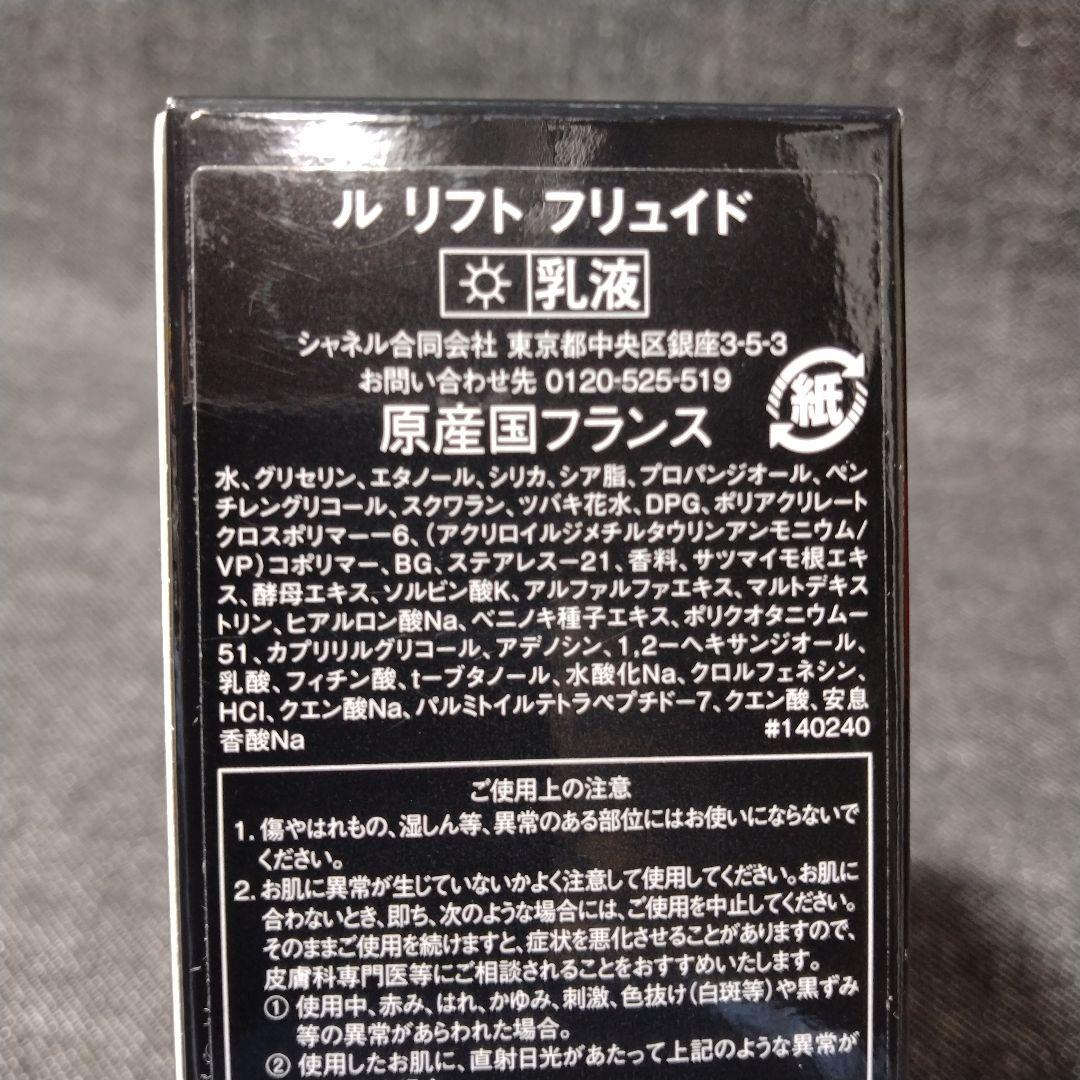 ル リフト フリュイド
乳液
シャネル合同会社 東京都中央区銀座3-5-3
お問い合わせ先 0120-525-519
紙
原産国フランス
水、グリセリン、エタノール、シリカ、シア脂、プロパンジオール、ペン
チレングリコール、スクワラン、ツバキ花水、DPG、ポリアクリレート
クロスポリマー－6、(アクリロイルジメチルタウリンアンモニウム/
VP)コポリマー、BG、ステアレス－21、香料、サツマイモ根エキ
ス、酵母エキス、ソルビン酸K、アルファルファエキス、マルトデキス
トリン、ヒアルロン酸Na、ベニノキ種子エキス、ポリクオタニウム－
51、カプリリルグリコール、アデノシン、1,2－ヘキサンジオール、
乳酸、フィチン酸、t－ブタノール、水酸化Na、クロルフェネシン、
HCl、クエン酸Na、パルミトイルテトラペプチド－7、クエン酸、安息
香酸Na #140240
ご使用上の注意
1. 傷やはれもの、湿しん等、異常のある部位にはお使いにならないで
ください。
2. お肌に異常が生じていないかよく注意して使用してください。お肌に
合わないとき、即ち、次のような場合には、ご使用を中止してください。
そのままご使用を続けますと、症状を悪化させることがありますので、
皮膚科専門医等にご相談されることをおすすめいたします。
① 使用中、赤み、はれ、かゆみ、刺激、色抜け(白斑等)や黒ずみ
等の異常があらわれた場合。
② 使用したお肌に、直射日光があたって上記のような異常が